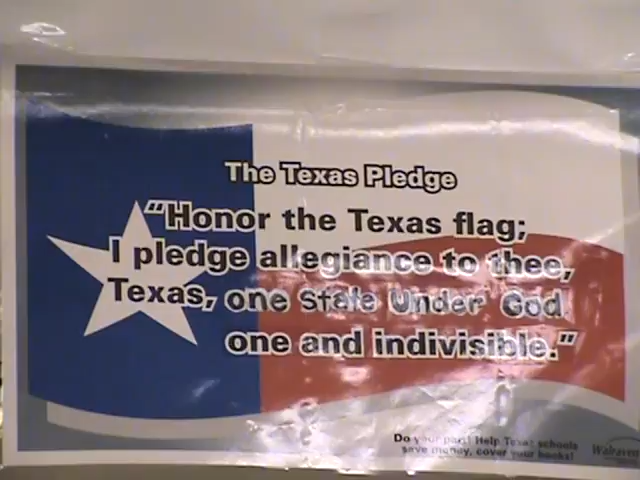 The Texas Pledge
"Honor the Texas flag;
I pledge allegiance to thee,
Texas, one State Under God
one and indivisible."
Do your part! Help Texas schools
save money, cover your books!